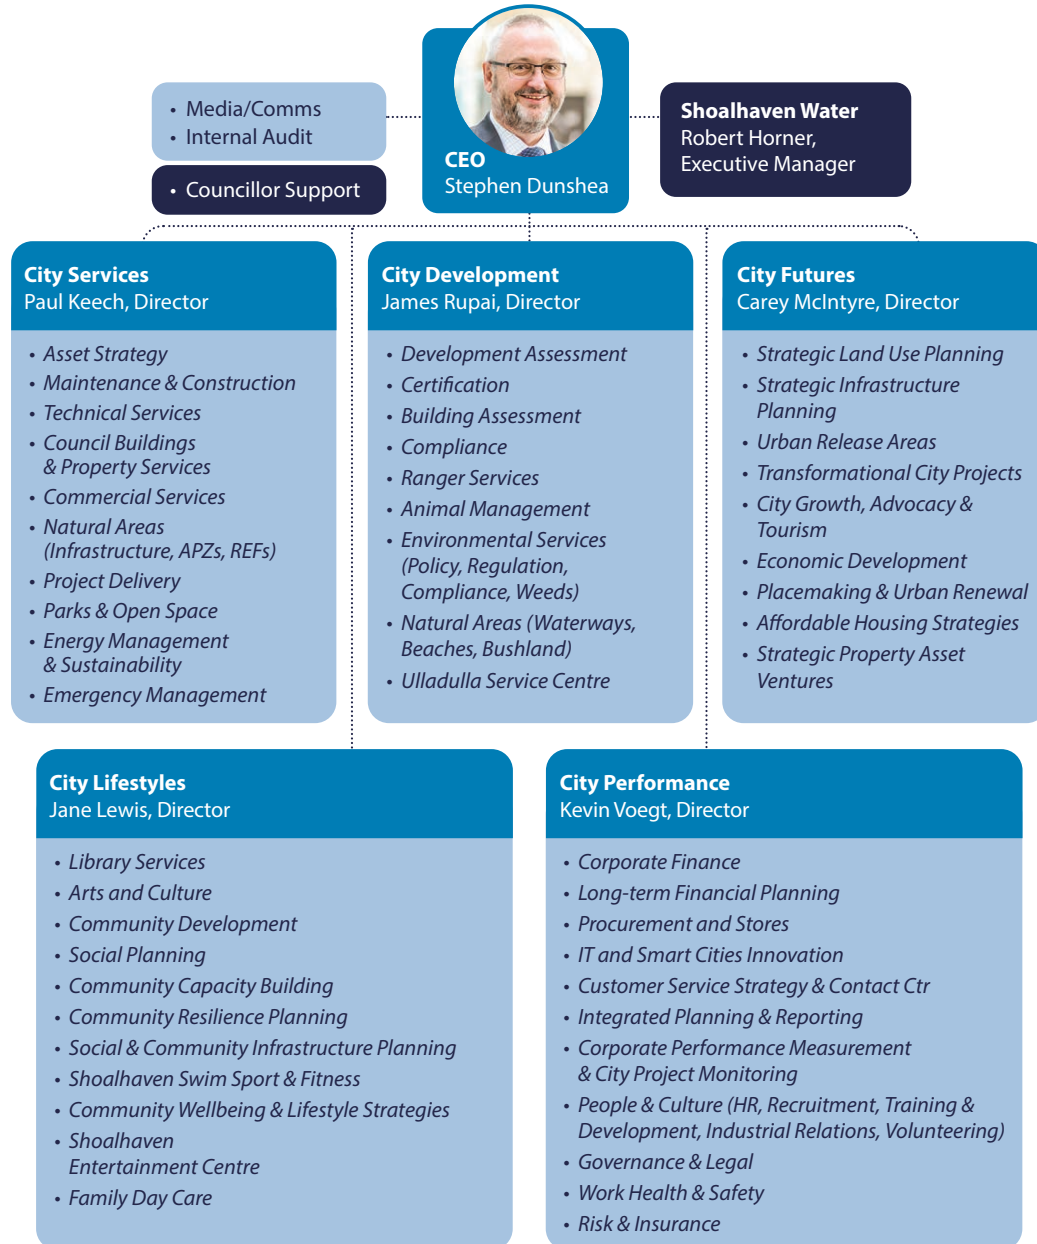 • Media/Comms
• Internal Audit
• Councillor Support
CEO
Stephen Dunshea
Shoalhaven Water
Robert Horner,
Executive Manager
City Services
Paul Keech, Director
• Asset Strategy
• Maintenance & Construction
• Technical Services
• Council Buildings
& Property Services
• Commercial Services
• Natural Areas
(Infrastructure, APZs, REFs)
• Project Delivery
• Parks & Open Space
• Energy Management
& Sustainability
• Emergency Management
City Development
James Rupai, Director
• Development Assessment
• Certification
• Building Assessment
• Compliance
• Ranger Services
• Animal Management
• Environmental Services
(Policy, Regulation,
Compliance, Weeds)
• Natural Areas (Waterways,
Beaches, Bushland)
• Ulladulla Service Centre
City Futures
Carey McIntyre, Director
• Strategic Land Use Planning
• Strategic Infrastructure
Planning
• Urban Release Areas
• Transformational City Projects
• City Growth, Advocacy &
Tourism
• Economic Development
• Placemaking & Urban Renewal
• Affordable Housing Strategies
• Strategic Property Asset
Ventures
City Lifestyles
Jane Lewis, Director
• Library Services
• Arts and Culture
• Community Development
• Social Planning
• Community Capacity Building
• Community Resilience Planning
• Social & Community Infrastructure Planning
• Shoalhaven Swim Sport & Fitness
• Community Wellbeing & Lifestyle Strategies
• Shoalhaven
Entertainment Centre
• Family Day Care
City Performance
Kevin Voegt, Director
• Corporate Finance
• Long-term Financial Planning
• Procurement and Stores
• IT and Smart Cities Innovation
• Customer Service Strategy & Contact Ctr
• Integrated Planning & Reporting
• Corporate Performance Measurement
& City Project Monitoring
• People & Culture (HR, Recruitment, Training &
Development, Industrial Relations, Volunteering)
• Governance & Legal
• Work Health & Safety
• Risk & Insurance